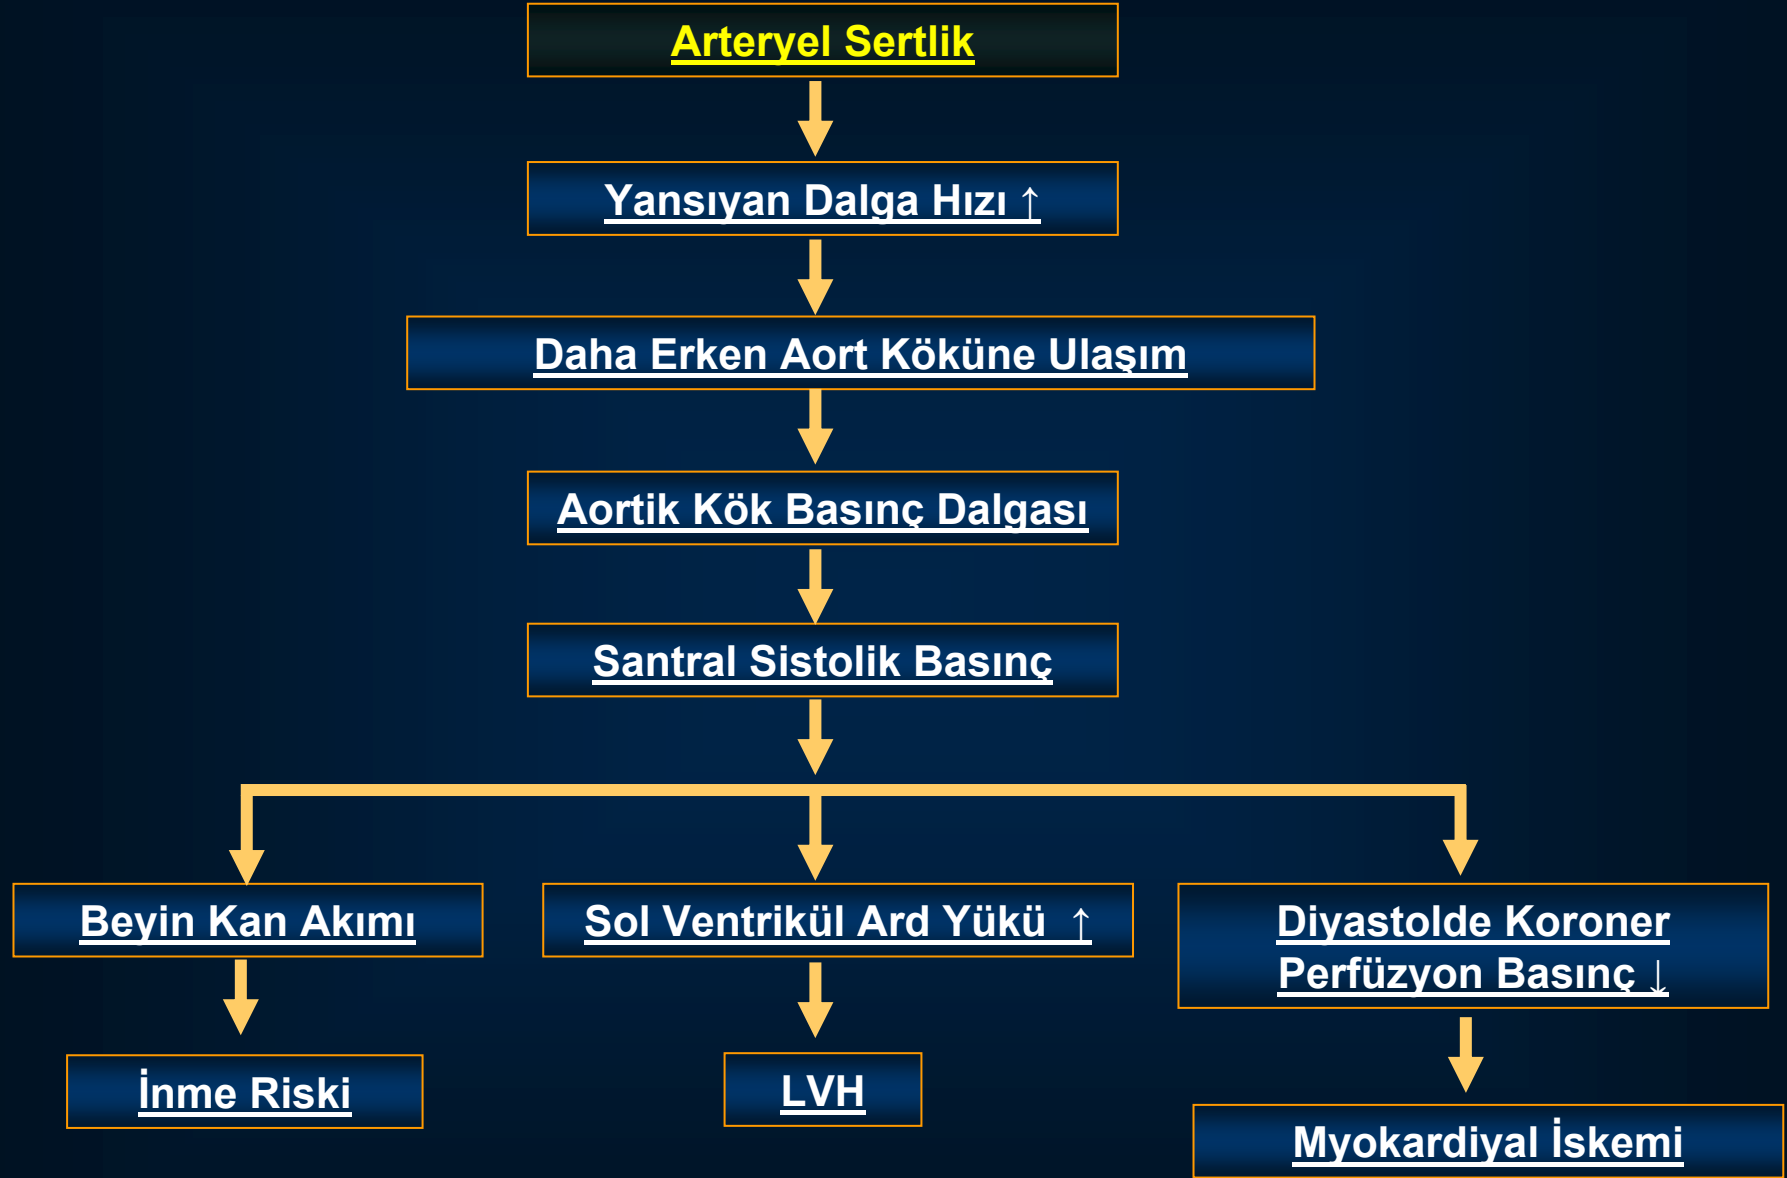 Arteryel Sertlik
Yansıyan Dalga Hızı ↑
Daha Erken Aort Köküne Ulaşım
Aortik Kök Basınç Dalgası
Santral Sistolik Basınç
Beyin Kan Akımı
Sol Ventrikül Ard Yükü ↑
Diyastolde Koroner
Perfüzyon Basınç ↓
İnme Riski
LVH
Myokardiyal İskemi